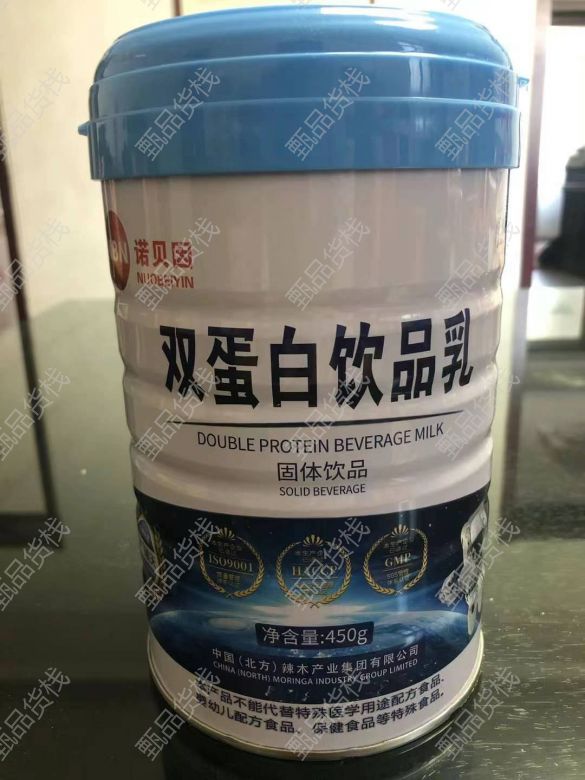 诺贝因
NUOBEIYIN
双蛋白饮品乳
DOUBLE PROTEIN BEVERAGE MILK
固体饮品
SOLID BEVERAGE
ISO9001
HACCP
GMP
净含量:450g
中国(北方)辣木产业集团有限公司
CHINA (NORTH) MORINGA INDUSTRY GROUP LIMITED
本产品不能代替特殊医学用途配方食品、
婴幼儿配方食品、保健食品等特殊食品。
甄品货栈